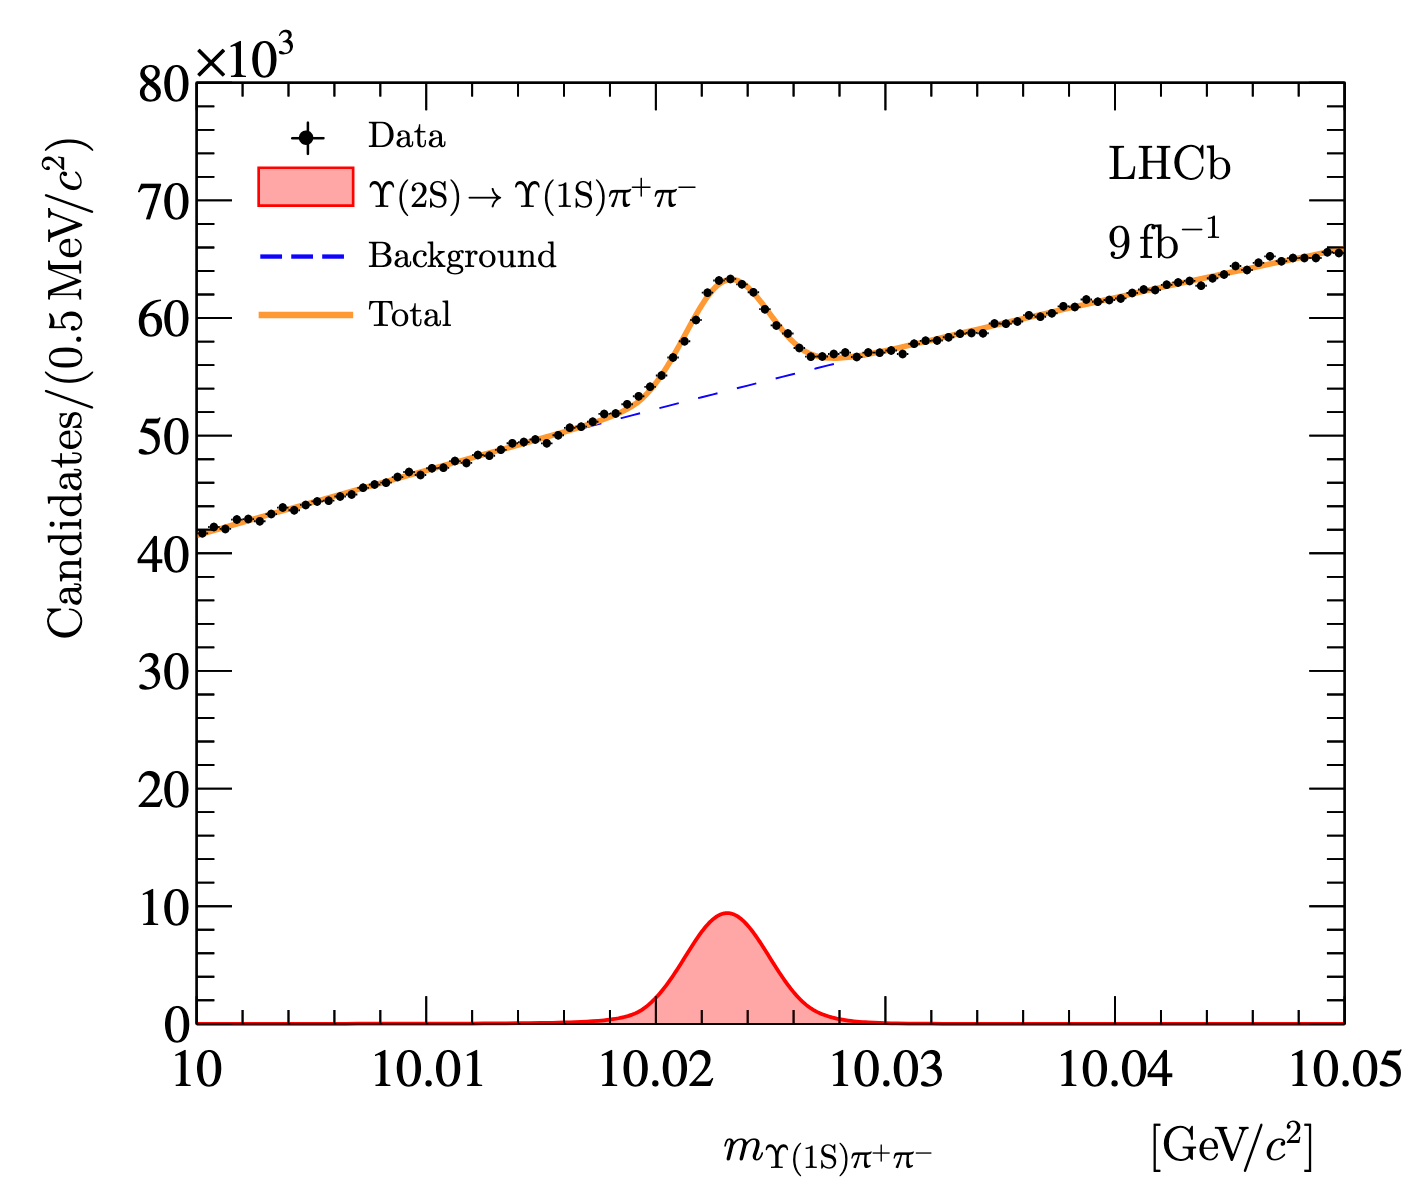 ×10³
80
70
60
50
40
30
20
10
0
Candidates/(0.5 MeV/c²)
Data
ϒ(2S) → ϒ(1S)π⁺π⁻
Background
Total
LHCb
9 fb⁻¹
10 10.01 10.02 10.03 10.04 10.05
m_ϒ(1S)π⁺π⁻ [GeV/c²]